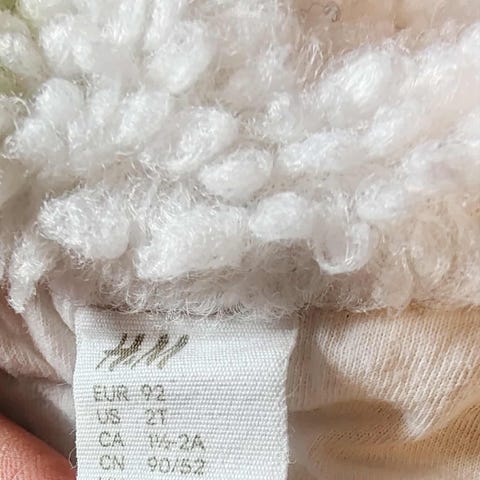 H&M
EUR 92
US 2T
CA 1½-2A
CN 90/52